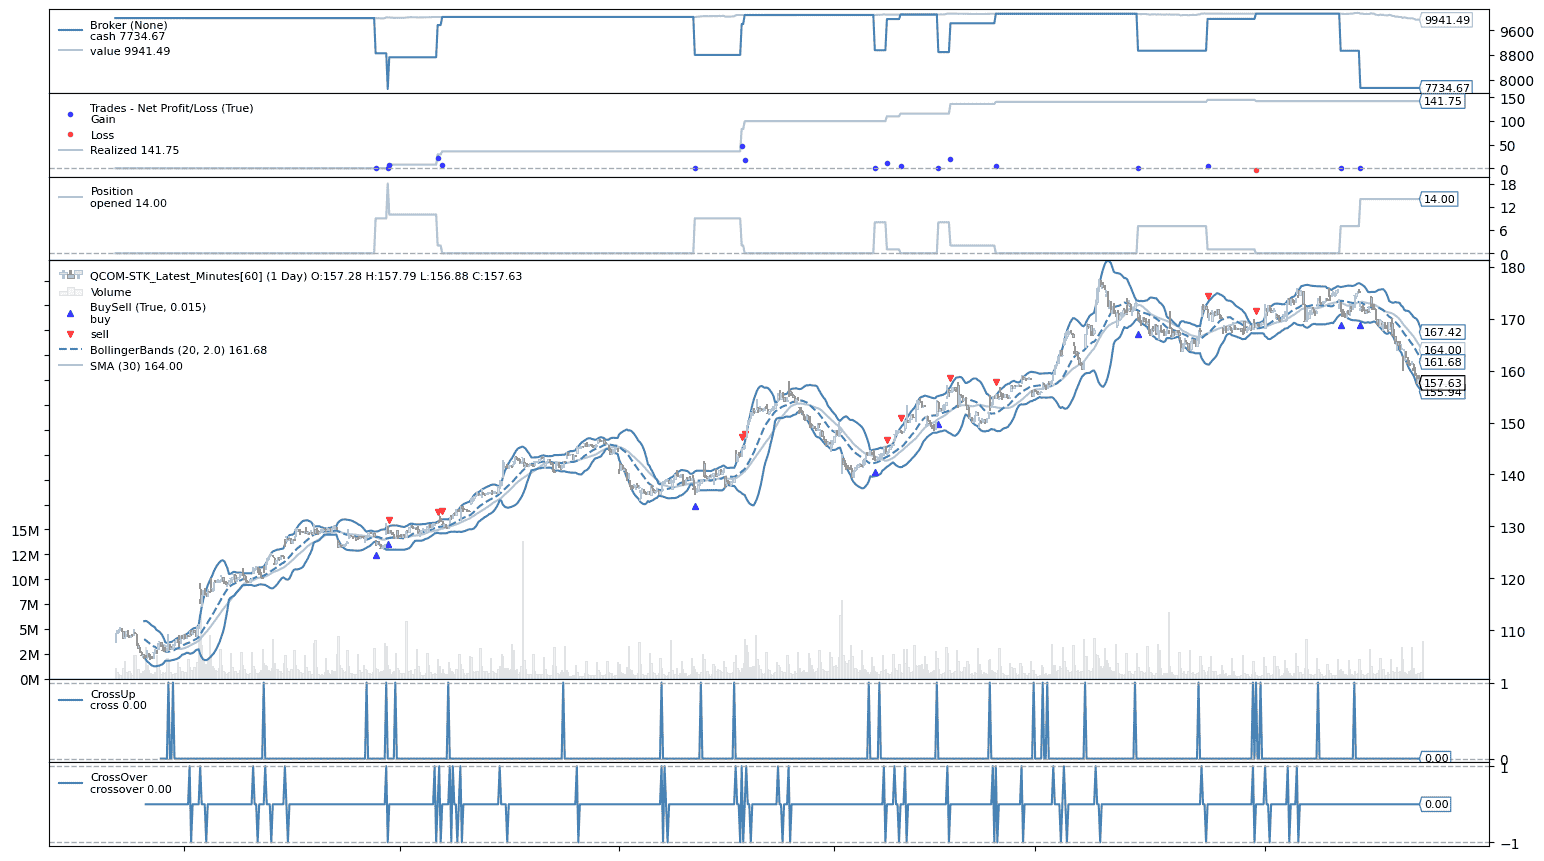 Broker (None)
cash 7734.67
value 9941.49
9941.49
9600
8800
8000
7734.67
Trades - Net Profit/Loss (True)
Gain
Loss
Realized 141.75
150
141.75
100
50
0
Position
opened 14.00
18
14.00
12
6
0
QCOM-STK_Latest_Minutes[60] (1 Day) O:157.28 H:157.79 L:156.88 C:157.63
Volume
BuySell (True, 0.015)
buy
sell
BollingerBands (20, 2.0) 161.68
SMA (30) 164.00
180
170
167.42
164.00
161.68
160
157.63
155.94
150
140
130
120
110
15M
12M
10M
7M
5M
2M
0M
CrossUp
cross 0.00
1
0.00
0
CrossOver
crossover 0.00
1
0.00
−1